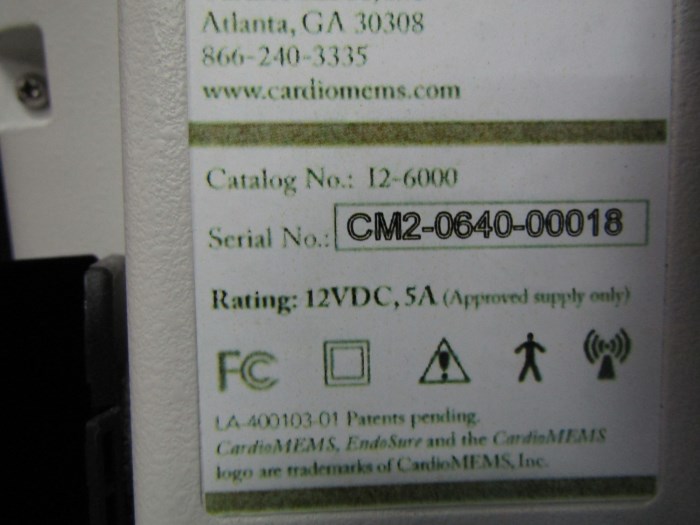 Atlanta, GA 30308
866-240-3335
www.cardiomems.com
Catalog No.: I2-6000
Serial No.: CM2-0640-00018
Rating: 12VDC, 5A (Approved supply only)
FC
LA-400103-01 Patents pending.
CardioMEMS, EndoSure and the CardioMEMS
logo are trademarks of CardioMEMS, Inc.